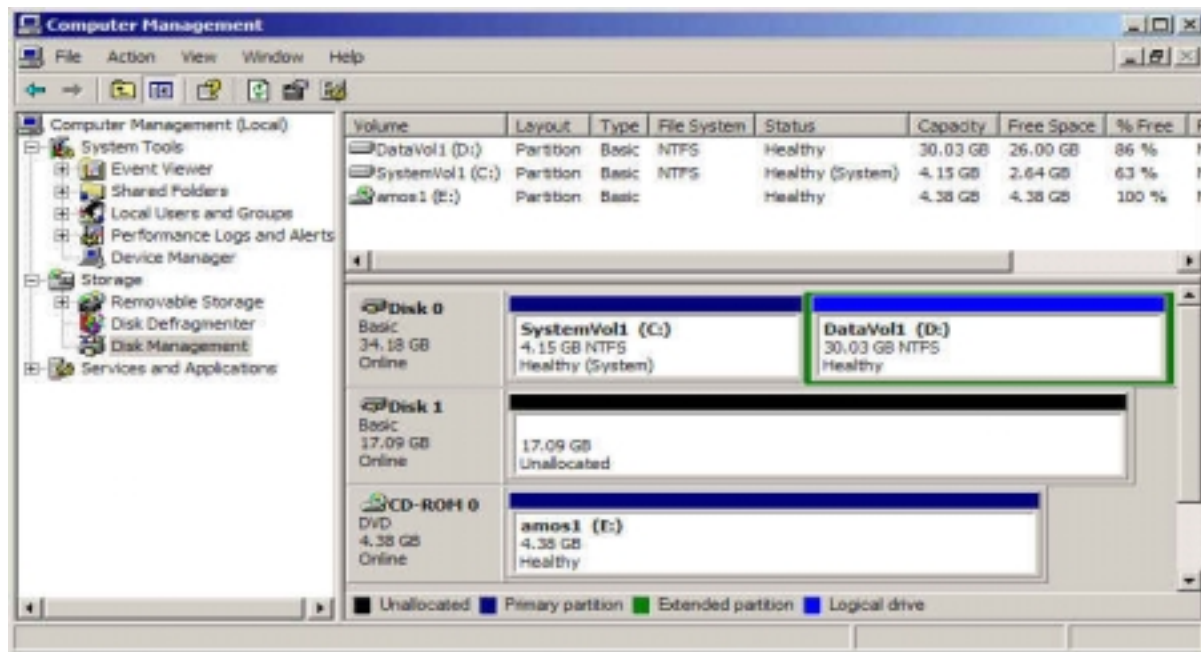 Computer Management
File Action View Window Help
Computer Management (Local)
System Tools
Event Viewer
Shared Folders
Local Users and Groups
Performance Logs and Alerts
Device Manager
Storage
Removable Storage
Disk Defragmenter
Disk Management
Services and Applications
Volume Layout Type File System Status Capacity Free Space % Free
DataVol1 (D:) Partition Basic NTFS Healthy 30.03 GB 26.00 GB 86 %
SystemVol1 (C:) Partition Basic NTFS Healthy (System) 4.15 GB 2.64 GB 63 %
amos1 (E:) Partition Basic Healthy 4.38 GB 4.38 GB 100 %
Disk 0
Basic
34.18 GB
Online
SystemVol1 (C:)
4.15 GB NTFS
Healthy (System)
DataVol1 (D:)
30.03 GB NTFS
Healthy
Disk 1
Basic
17.09 GB
Online
17.09 GB
Unallocated
CD-ROM 0
DVD
4.38 GB
Online
amos1 (E:)
4.38 GB
Healthy
Unallocated Primary partition Extended partition Logical drive